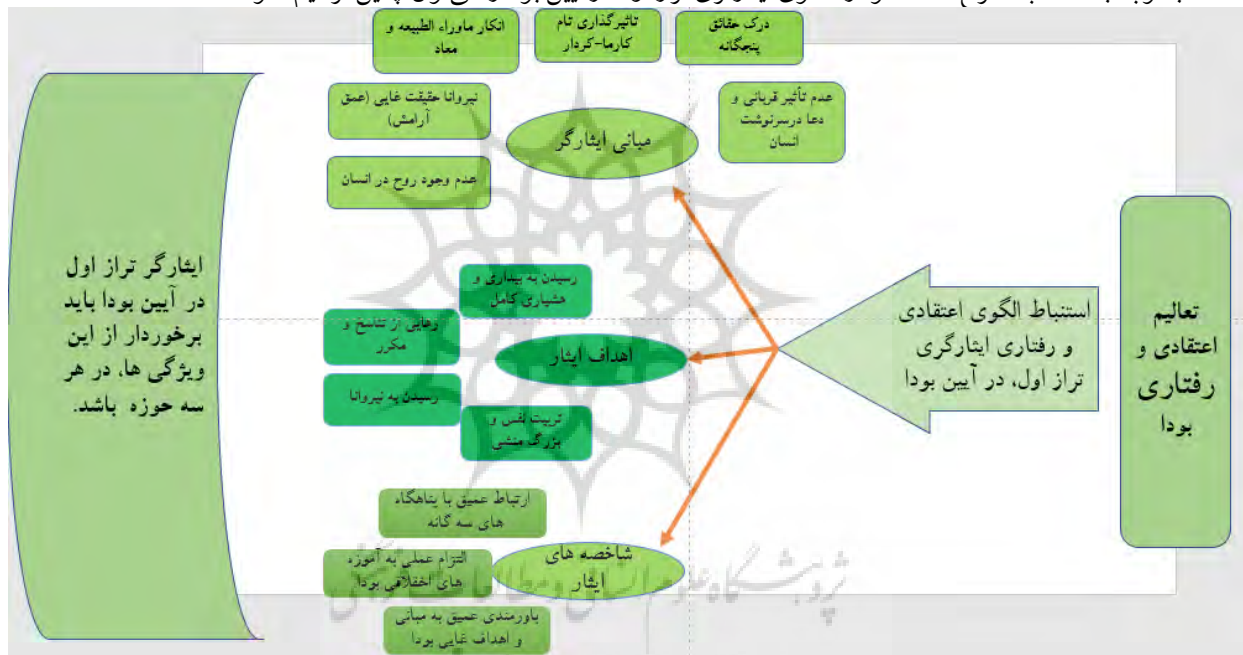 انکار ماوراء الطبیعه و
معاد
تاثیرگذاری تام
کارما-کردار
درک حقائق
پنجگانه
نیروانا حقیقت غایی (عمق
آرامش)
عدم تأثیر قربانی و
دعا درسرنوشت
انسان
مبانی ایثارگر
عدم وجود روح در انسان
تعالیم
اعتقادی و
رفتاری
بودا
استنباط الگوی اعتقادی
و رفتاری ایثارگری
تراز اول، در آیین بودا
رسیدن به بیداری و
هشیاری کامل
رهایی از تناسخ و
مکرر
اهداف ایثار
رسیدن به نیروانا
تربیت نفس و
بزرگ منشی
ارتباط عمیق با پناهگاه
های سه گانه
التزام عملی به آموزه
های اخلاقی بودا
شاخصه های
ایثار
باورمندی عمیق به مبانی
و اهداف غایی بودا
ایثارگر تراز اول
در آیین بودا باید
برخوردار از این
ویژگی ها، در هر
سه حوزه باشد.
پژوهشگاه علوم انسانی و مطالعات فرهنگی